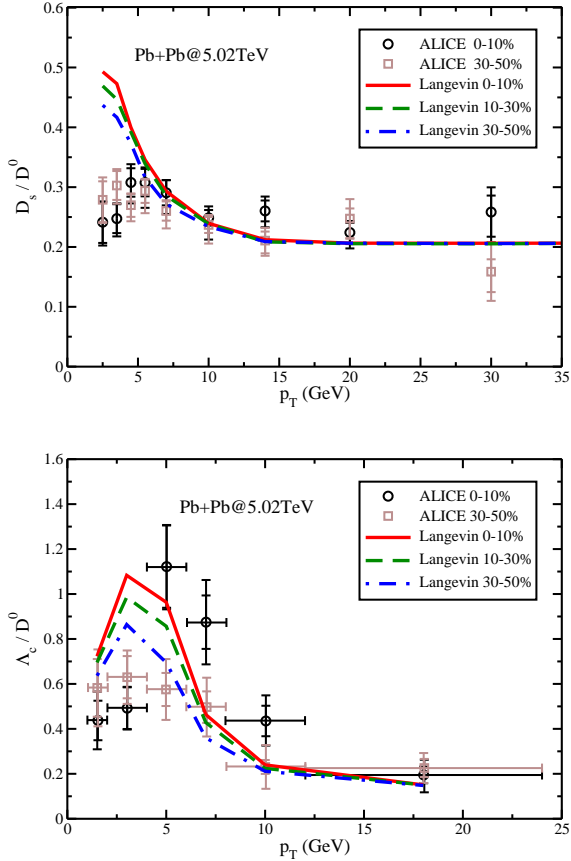 Pb+Pb@5.02TeV
ALICE 0-10%
ALICE 30-50%
Langevin 0-10%
Langevin 10-30%
Langevin 30-50%
D_s / D^0
0.6
0.5
0.4
0.3
0.2
0.1
0
0 5 10 15 20 25 30 35
p_T (GeV)
Pb+Pb@5.02TeV
ALICE 0-10%
ALICE 30-50%
Langevin 0-10%
Langevin 10-30%
Langevin 30-50%
Λ_c / D^0
1.6
1.4
1.2
1
0.8
0.6
0.4
0.2
0
0 5 10 15 20 25
p_T (GeV)